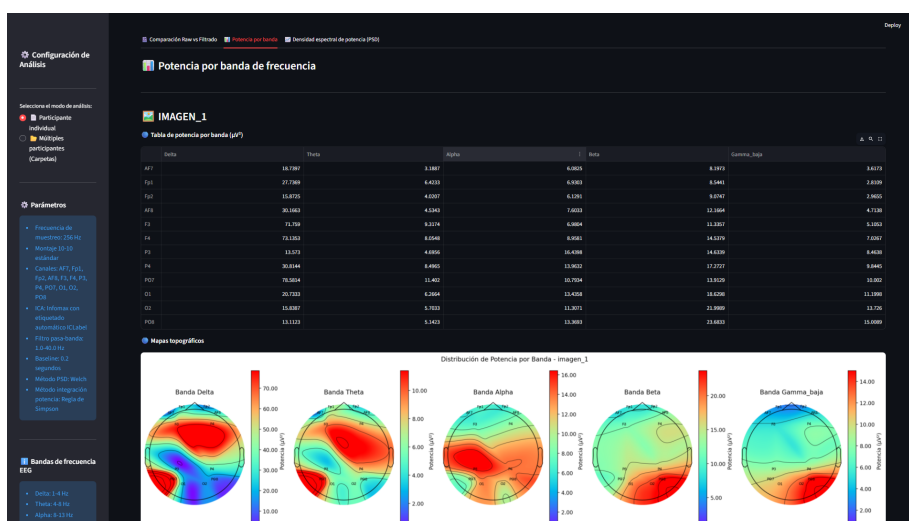 Deploy
Configuración de
Análisis
Selecciona el modo de análisis:
Participante
individual
Múltiples
participantes
(Carpetas)
Parámetros
Frecuencia de
muestreo: 256 Hz
Montaje 10-10
estándar
Canales: AF7, Fp1,
Fp2, AF8, F3, F4, P3,
P4, PO7, O1, O2,
PO8
ICA: Infomax con
etiquetado
automático ICLabel
Filtro pasa-banda:
1.0-40.0 Hz
Baseline: 0.2
segundos
Método PSD: Welch
Método integración
potencia: Regla de
Simpson
Bandas de frecuencia
EEG
Delta: 1-4 Hz
Theta: 4-8 Hz
Alpha: 8-13 Hz
Comparación Raw vs Filtrado Potencia por banda Densidad espectral de potencia (PSD)
Potencia por banda de frecuencia
IMAGEN_1
Tabla de potencia por banda (µV²)
Delta Theta Alpha Beta Gamma_baja
AF7 18.7397 3.1887 6.0825 8.1973 3.6173
Fp1 27.7369 6.4233 6.9303 8.5441 2.8109
Fp2 15.8725 4.0207 6.1291 9.0747 2.9655
AF8 30.1663 4.5343 7.6033 12.1664 4.7138
F3 71.759 9.3174 6.9804 11.3357 5.1053
F4 73.1353 8.0548 8.9581 14.5379 7.0267
P3 13.573 4.6956 16.4398 14.6339 8.4638
P4 30.8144 8.4965 13.9632 17.2727 9.8445
PO7 78.5834 11.402 10.7934 13.9129 10.802
O1 20.7333 6.2664 13.4358 18.6298 11.1998
O2 15.8387 5.7033 11.3071 21.9989 13.726
PO8 13.1123 5.1423 13.3693 23.6833 15.0089
Mapas topográficos
Distribución de Potencia por Banda - imagen_1
Banda Delta Banda Theta Banda Alpha Banda Beta Banda Gamma_baja
70.00
60.00
50.00
40.00
30.00
20.00
10.00
Potencia (µV²)
10.00
8.00
6.00
4.00
2.00
Potencia (µV²)
16.00
14.00
12.00
10.00
8.00
6.00
4.00
2.00
Potencia (µV²)
20.00
15.00
10.00
5.00
Potencia (µV²)
14.00
12.00
10.00
8.00
6.00
4.00
2.00
Potencia (µV²)